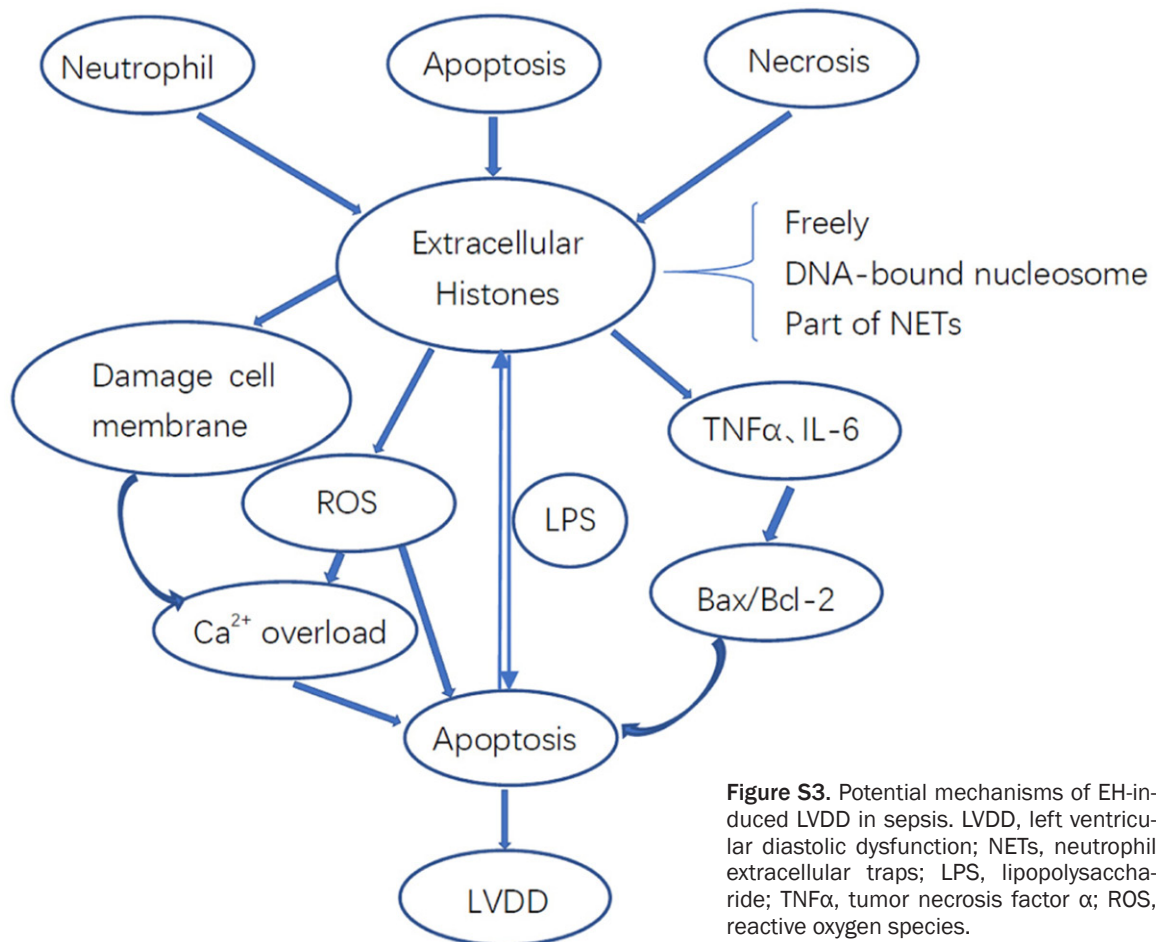 Neutrophil
Apoptosis
Necrosis
Extracellular
Histones
Freely
DNA-bound nucleosome
Part of NETs
Damage cell
membrane
TNFα、IL-6
ROS
LPS
Bax/Bcl-2
Ca²⁺ overload
Apoptosis
LVDD
Figure S3. Potential mechanisms of EH-in-
duced LVDD in sepsis. LVDD, left ventricu-
lar diastolic dysfunction; NETs, neutrophil
extracellular traps; LPS, lipopolysaccha-
ride; TNFα, tumor necrosis factor α; ROS,
reactive oxygen species.